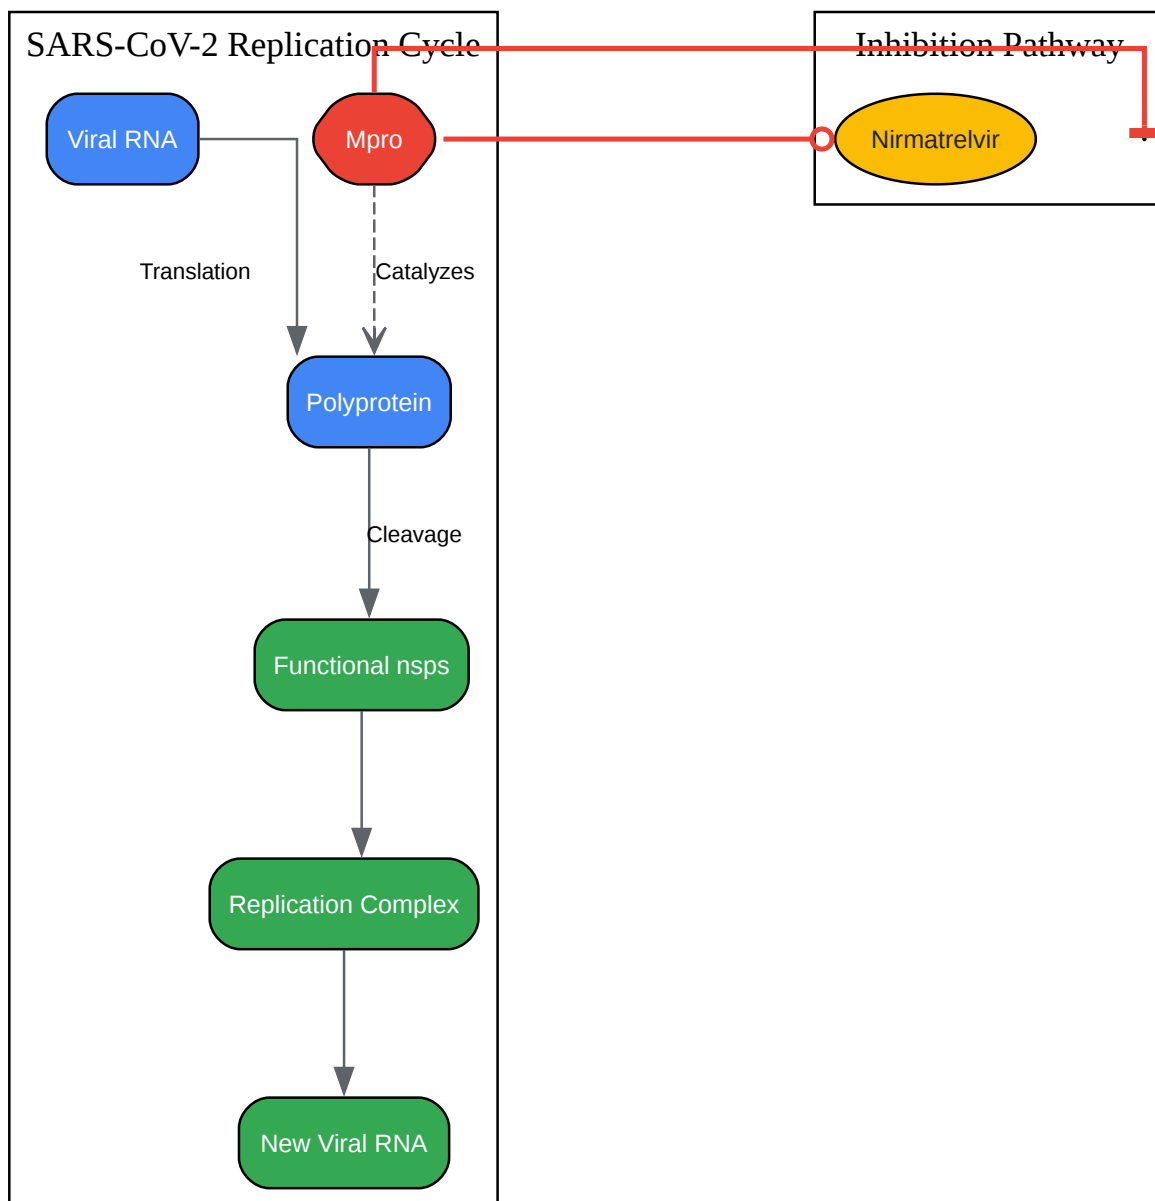 SARS-CoV-2 Replication Cycle
Inhibition Pathway
Viral RNA
Mpro
Nirmatrelvir
Translation
Catalyzes
Polyprotein
Cleavage
Functional nsps
Replication Complex
New Viral RNA